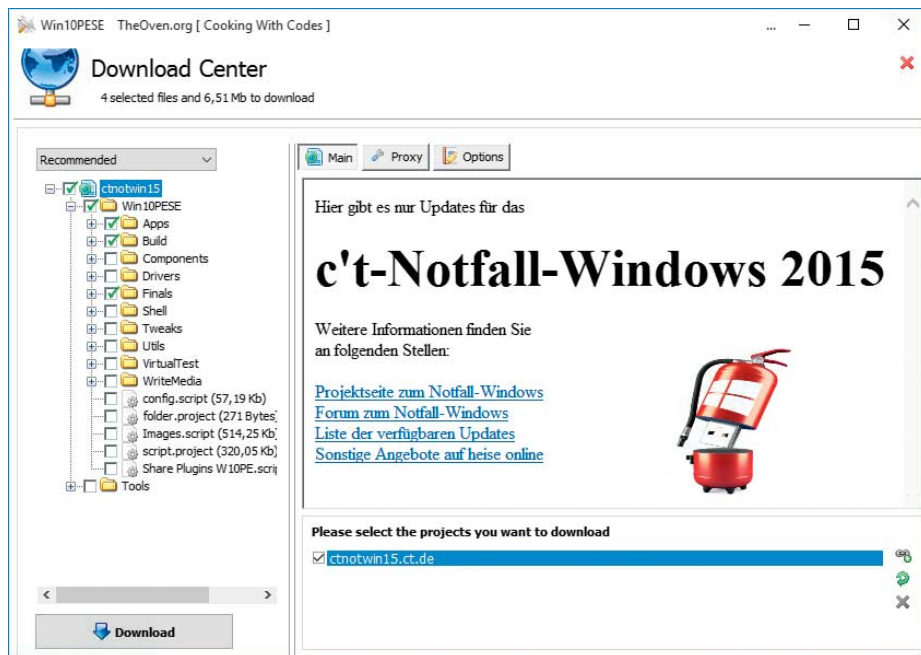 Win10PESE TheOven.org [ Cooking With Codes ]
...
Download Center
4 selected files and 6,51 Mb to download
Recommended
ctnotwin15
Win10PESE
Apps
Build
Components
Drivers
Finals
Shell
Tweaks
Utils
VirtualTest
WriteMedia
config.script (57,19 Kb)
folder.project (271 Bytes)
Images.script (514,25 Kb)
script.project (320,05 Kb)
Share Plugins W10PE.scrip
Tools
Download
Main Proxy Options
Hier gibt es nur Updates für das
c't-Notfall-Windows 2015
Weitere Informationen finden Sie
an folgenden Stellen:
Projektseite zum Notfall-Windows
Forum zum Notfall-Windows
Liste der verfügbaren Updates
Sonstige Angebote auf heise online
Please select the projects you want to download
ctnotwin15.ct.de